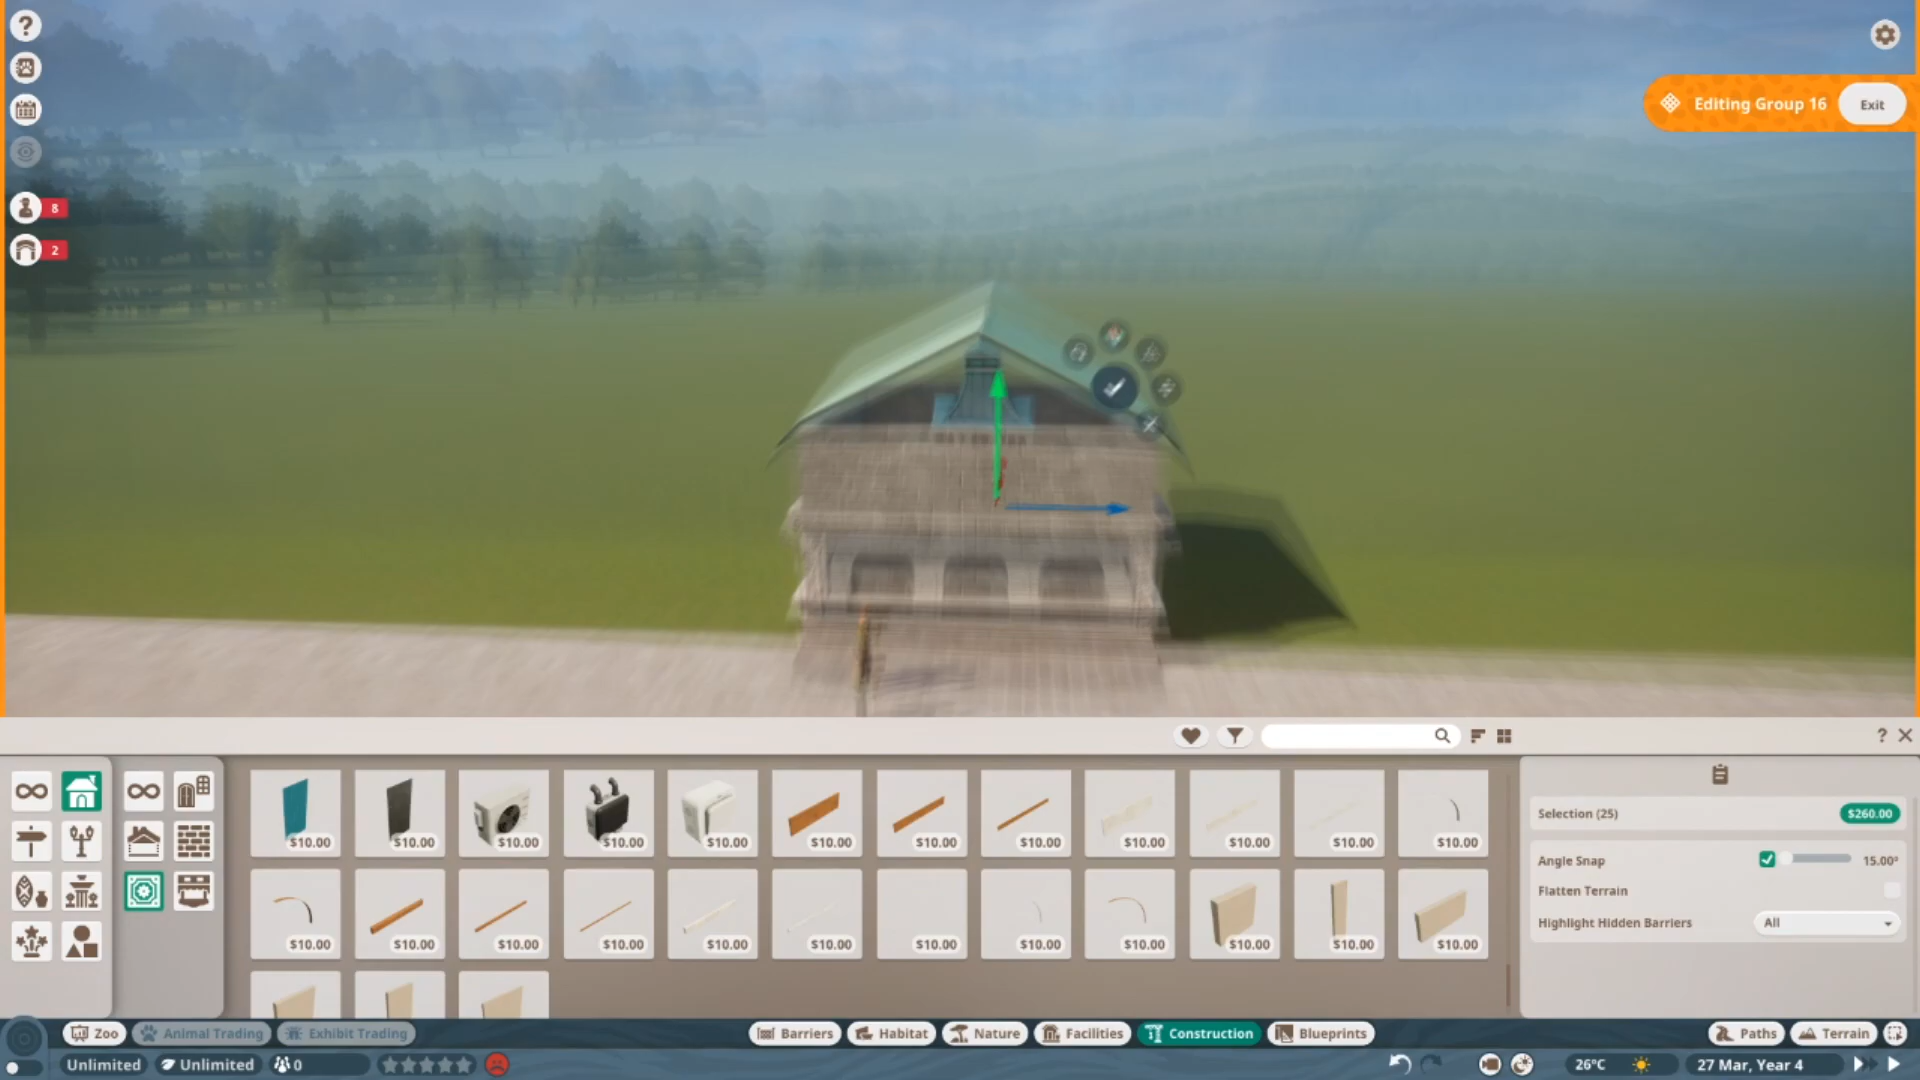 ?
8
Editing Group 16 Exit
2
? ×
$10.00 $10.00 $10.00 $10.00 $10.00 $10.00 $10.00 $10.00 $10.00 $10.00 $10.00 $10.00
Selection (25) $260.00
Angle Snap 15.00°
Flatten Terrain
Highlight Hidden Barriers All
$10.00 $10.00 $10.00 $10.00 $10.00 $10.00 $10.00 $10.00 $10.00 $10.00 $10.00 $10.00
Zoo Animal Trading Exhibit Trading Barriers Habitat Nature Facilities Construction Blueprints Paths Terrain
Unlimited Unlimited 0 26°C 27 Mar, Year 4